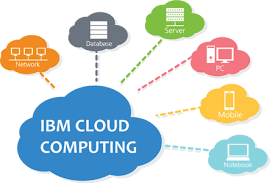 Network
Database
Server
PC
Mobile
Notebook
IBM CLOUD
COMPUTING